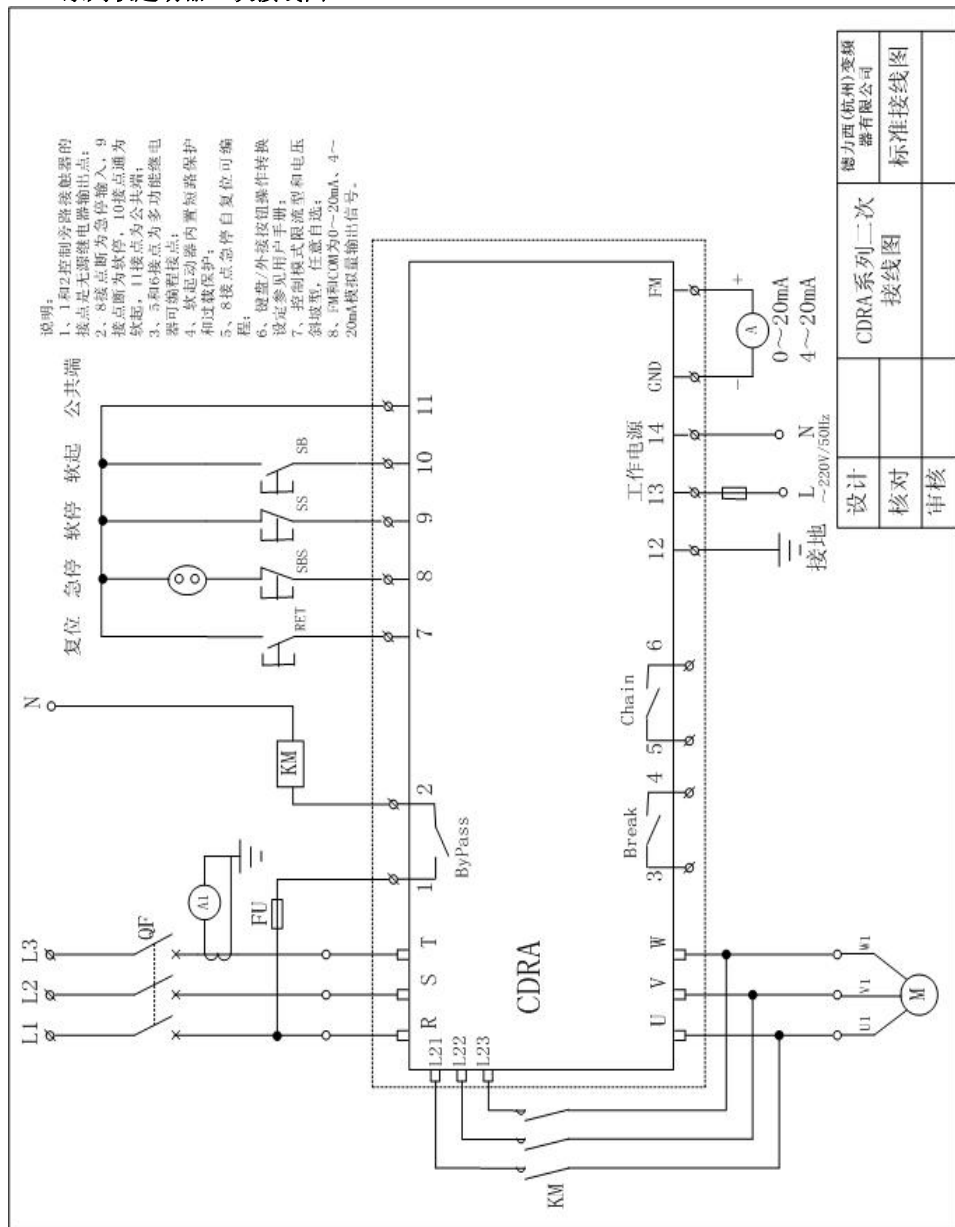 说明:
1、1和2控制旁路接触器的
接点是无源继电器输出点;
2、8接点断为急停输入, 9
接点断为软停, 10接点通为
软起, 11接点为公共端;
3、5和6接点为多功能继电
器可编程接点;
4、软起动器内置短路保护
和过载保护;
5、8接点急停自复位可编
程;
6、键盘/外接按钮操作转换
设定参见用户手册;
7、控制模式限流型和电压
斜坡型, 任意自选;
8、FM和COM为0～20mA、4～
20mA模拟量输出信号。
L1 L2 L3
QF
A1
FU
N
KM
复位 急停 软停 软起 公共端
RET SBS SS SB
R S T 1 2 7 8 9 10 11
ByPass
L21
L22
L23
CDRA
KM
Break
Chain
工作电源
U V W 3 4 5 6 12 13 14 GND FM
U1 V1 W1
M
接地
L N
～220V/50Hz
- +
A
0～20mA
4～20mA
设计
核对
审核
CDRA系列二次
接线图
德力西(杭州)变频
器有限公司
标准接线图